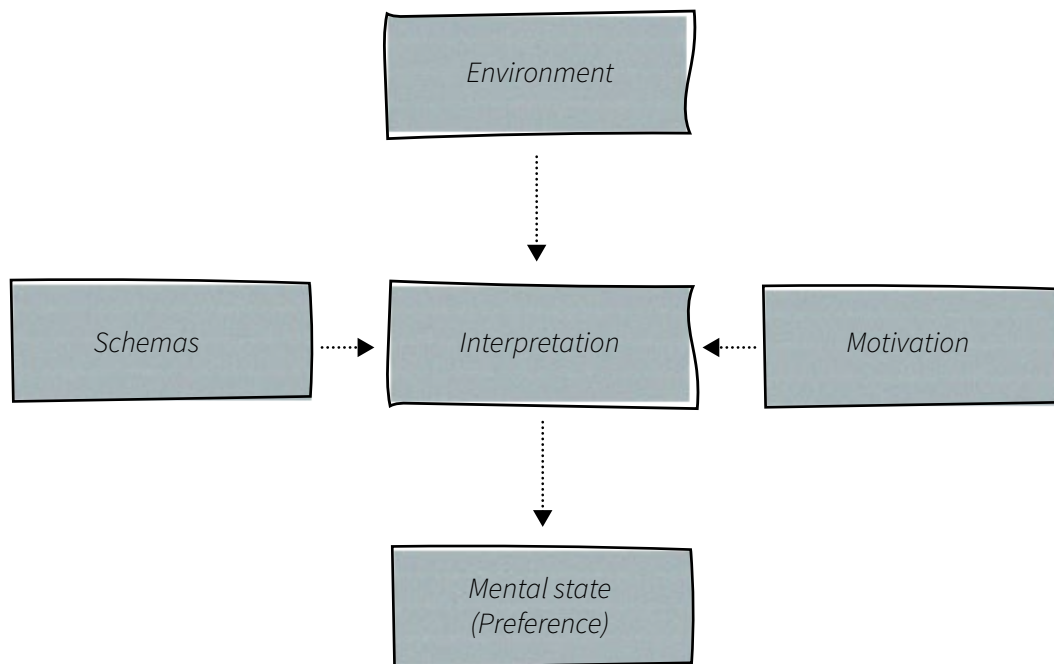 Environment
Schemas
Interpretation
Motivation
Mental state
(Preference)